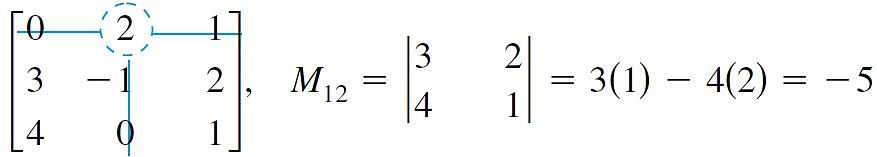 0 2 1
3 −1 2 , M12 = |3 2| = 3(1) − 4(2) = −5
4 0 1 |4 1|